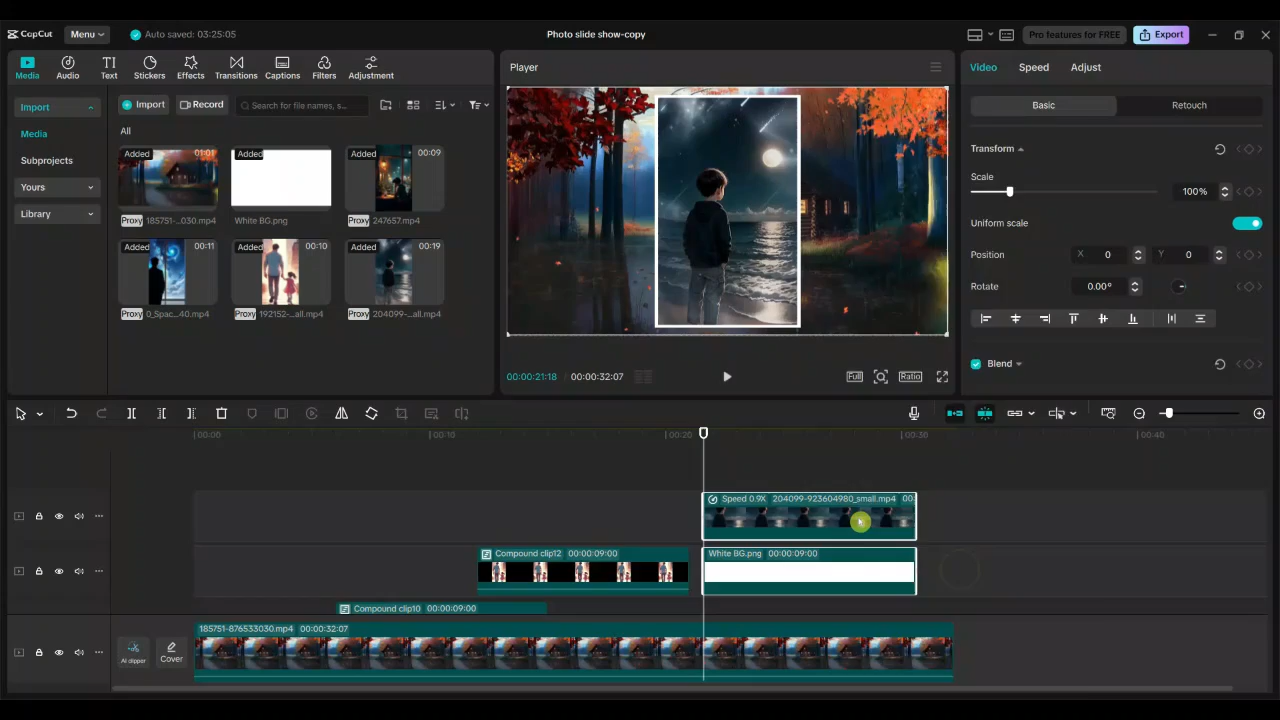 CapCut Menu Auto saved: 03:25:05 Photo slide show-copy Pro features for FREE Export
Media Audio Text Stickers Effects Transitions Captions Filters Adjustment
Player
Video Speed Adjust
Import
Import Record Search for file names, s...
Basic Retouch
Media
All
Subprojects
Yours
Library
Added 01:01
Added
Added 00:09
Proxy 185751-...030.mp4
White BG.png
Proxy 247657.mp4
Added 00:11
Added 00:10
Added 00:19
Proxy 0_Spac...40.mp4
Proxy 192152-...all.mp4
Proxy 204099-...all.mp4
Transform
Scale
100%
Uniform scale
Position X 0 Y 0
Rotate 0.00°
Blend
00:00:21:18 00:00:32:07 Full Ratio
00:00 00:10 00:20 00:30 00:40
Speed 0.9X 204099-923604980_small.mp4 00:
Compound clip12 00:00:09:00
White BG.png 00:00:09:00
Compound clip10 00:00:09:00
185751-876533030.mp4 00:00:32:07
AI clipper Cover